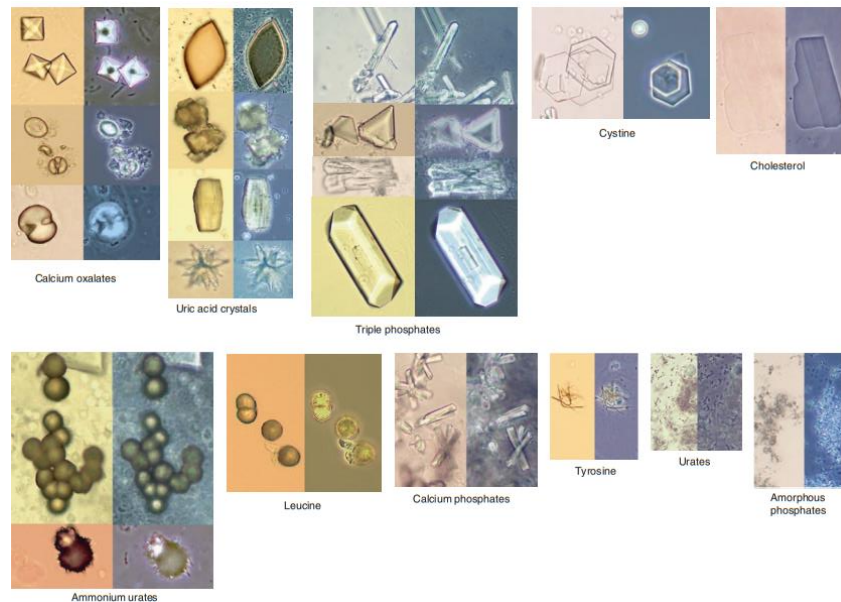 Calcium oxalates
Uric acid crystals
Triple phosphates
Cystine
Cholesterol
Ammonium urates
Leucine
Calcium phosphates
Tyrosine
Urates
Amorphous
phosphates